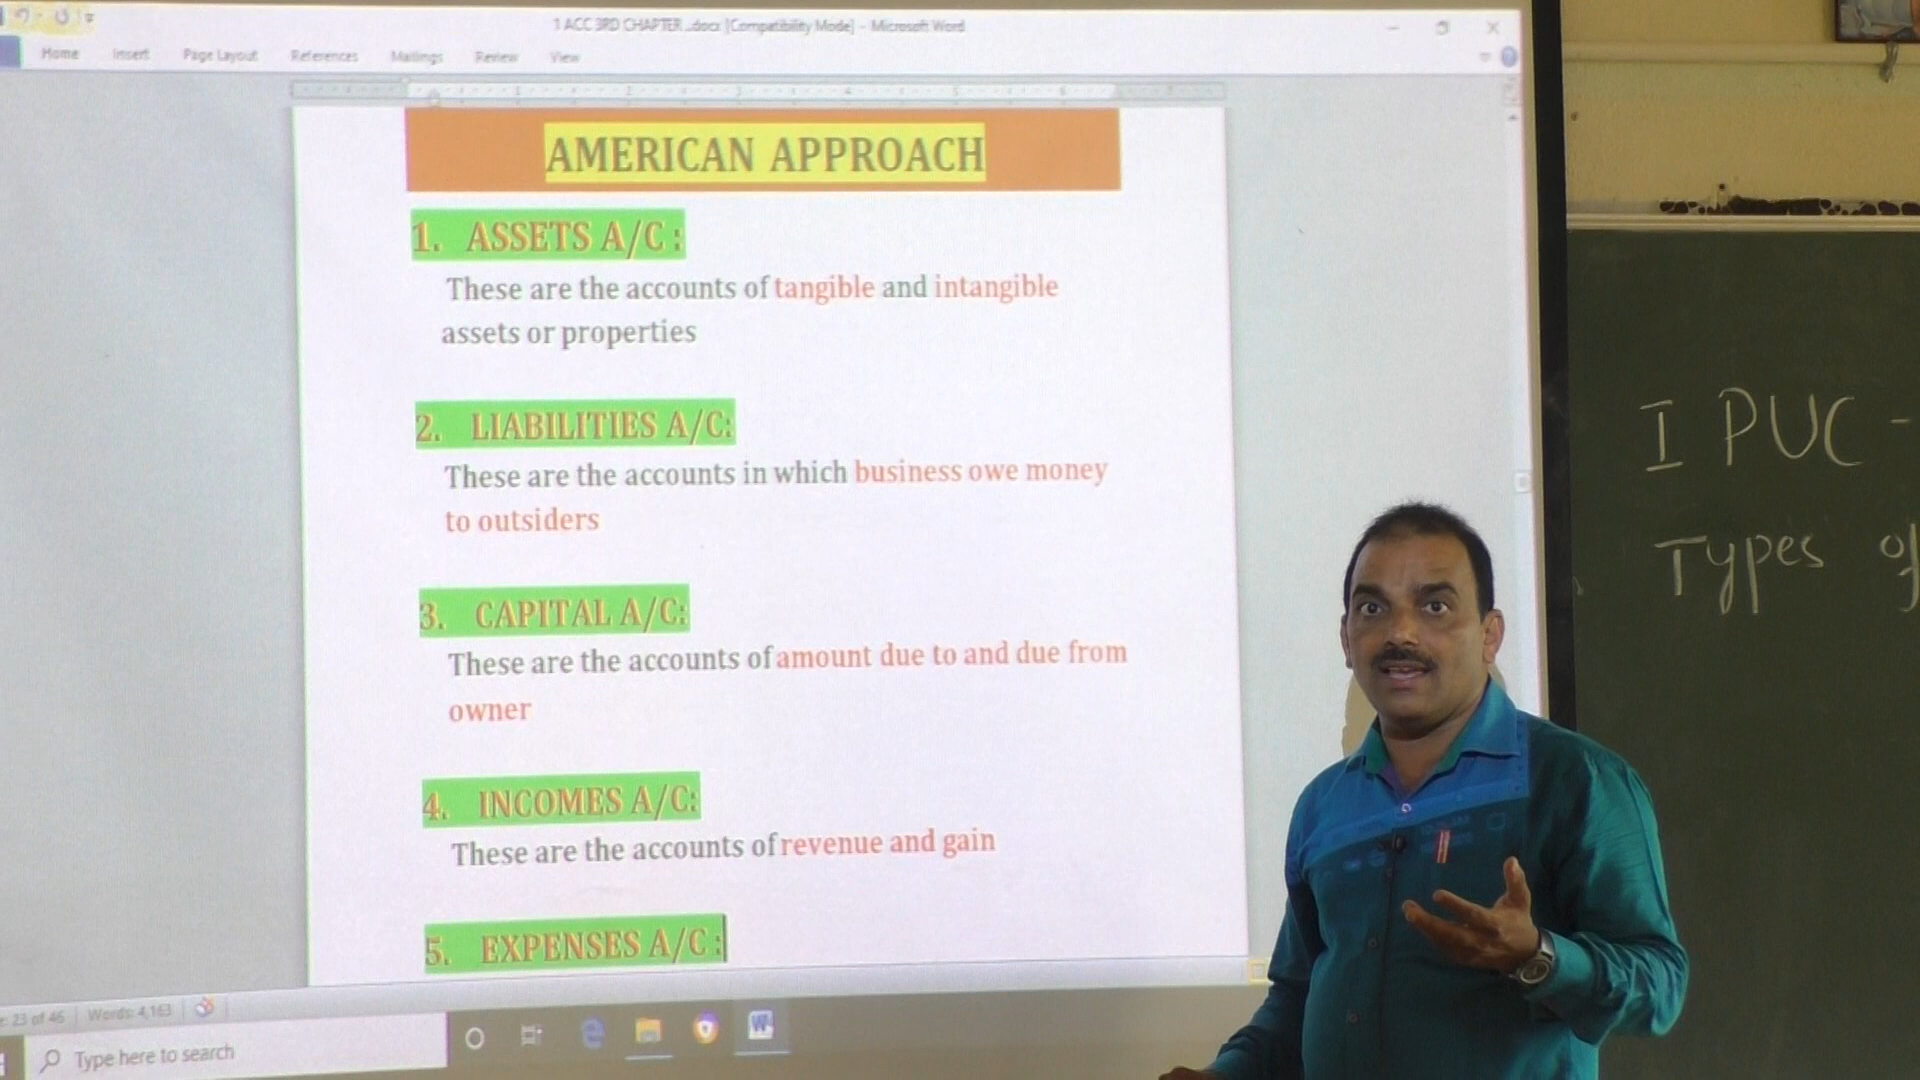 1 ACC 3RD CHAPTER ..docx [Compatibility Mode] - Microsoft Word
Home Insert Page Layout References Mailings Review View
AMERICAN APPROACH
1. ASSETS A/C :
These are the accounts of tangible and intangible
assets or properties
2. LIABILITIES A/C:
These are the accounts in which business owe money
to outsiders
3. CAPITAL A/C:
These are the accounts of amount due to and due from
owner
4. INCOMES A/C:
These are the accounts of revenue and gain
5. EXPENSES A/C :
23 of 46 Words: 4,163
Type here to search
I PUC -
Types of